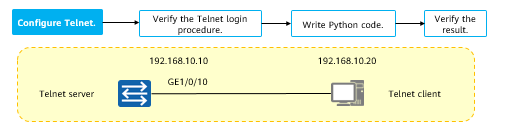 Configure Telnet.
Verify the Telnet login
procedure.
Write Python code.
Verify the
result.
192.168.10.10
192.168.10.20
GE1/0/10
Telnet server
Telnet client